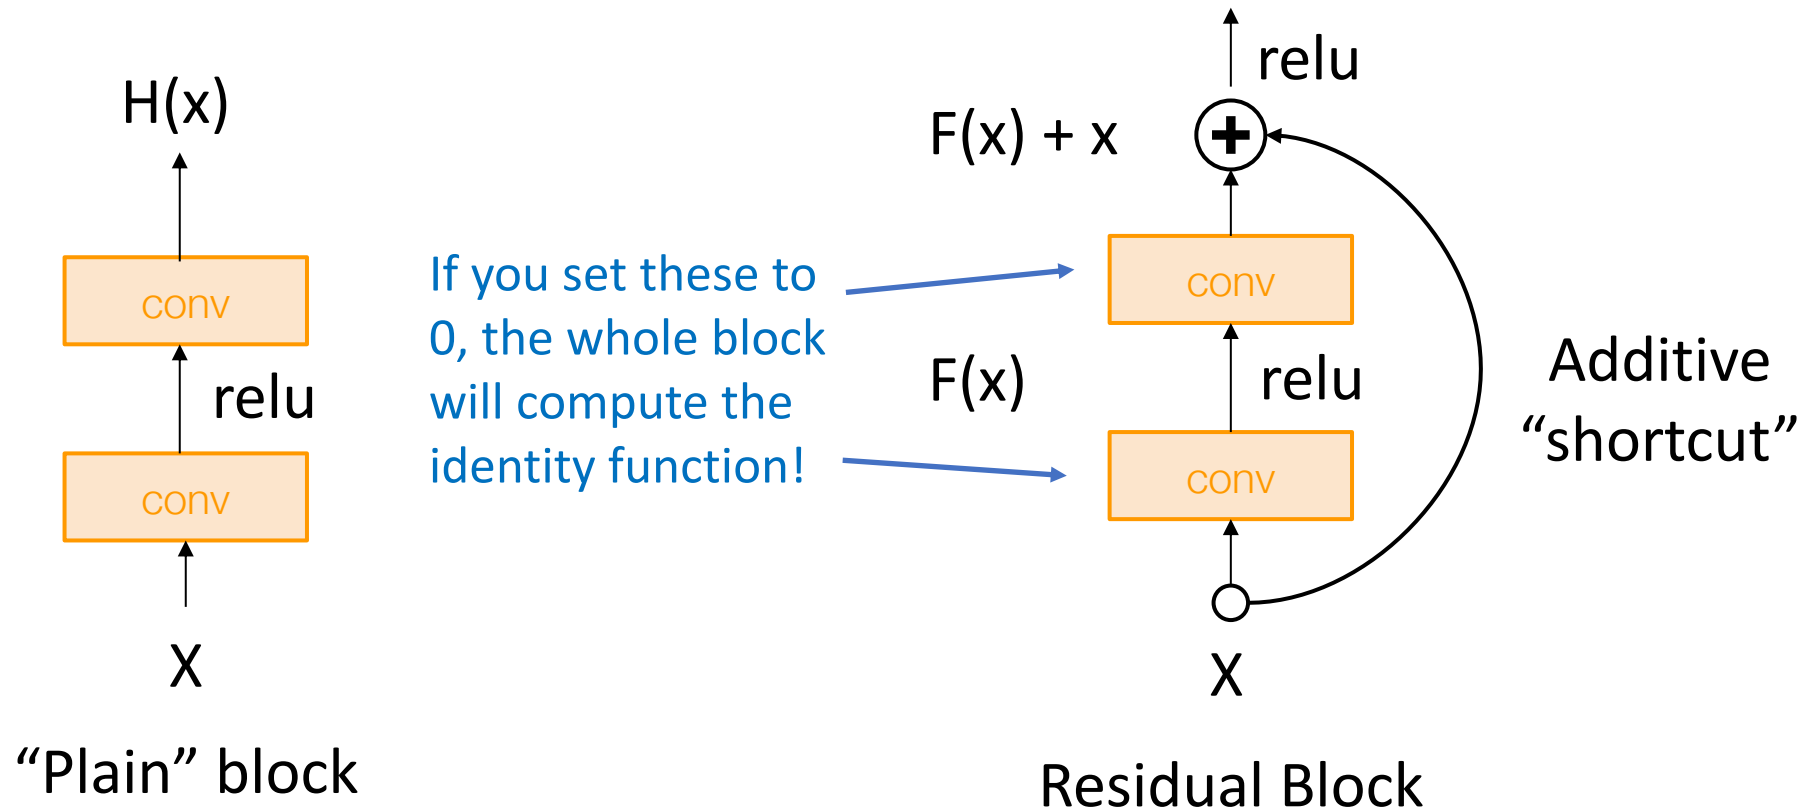 H(x)
conv
relu
conv
X
“Plain” block
If you set these to
0, the whole block
will compute the
identity function!
relu
F(x) + x
conv
F(x)
relu
conv
X
Residual Block
Additive
“shortcut”